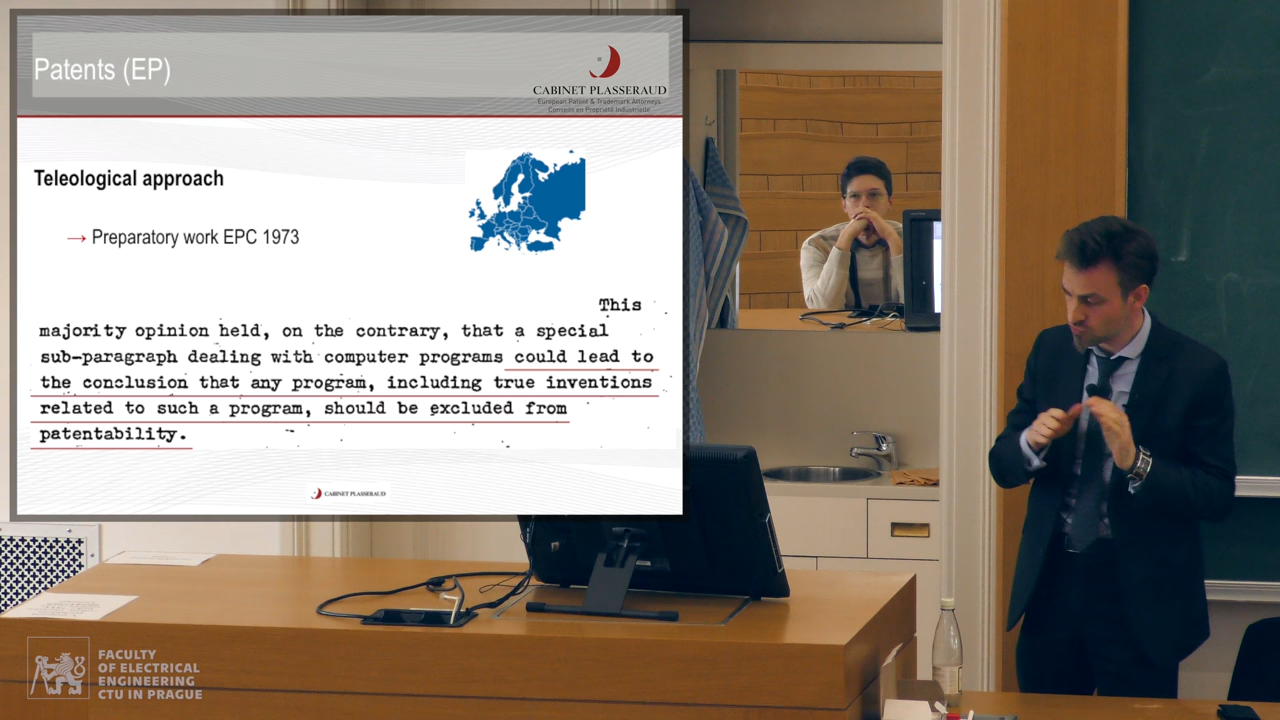 Patents (EP)
CABINET PLASSERAUD
European Patent & Trademark Attorneys
Conseils en Propriété Industrielle
Teleological approach
→ Preparatory work EPC 1973
This
majority opinion held, on the contrary, that a special
sub-paragraph dealing with computer programs could lead to
the conclusion that any program, including true inventions
related to such a program, should be excluded from
patentability.
CABINET PLASSERAUD
FACULTY
OF ELECTRICAL
ENGINEERING
CTU IN PRAGUE